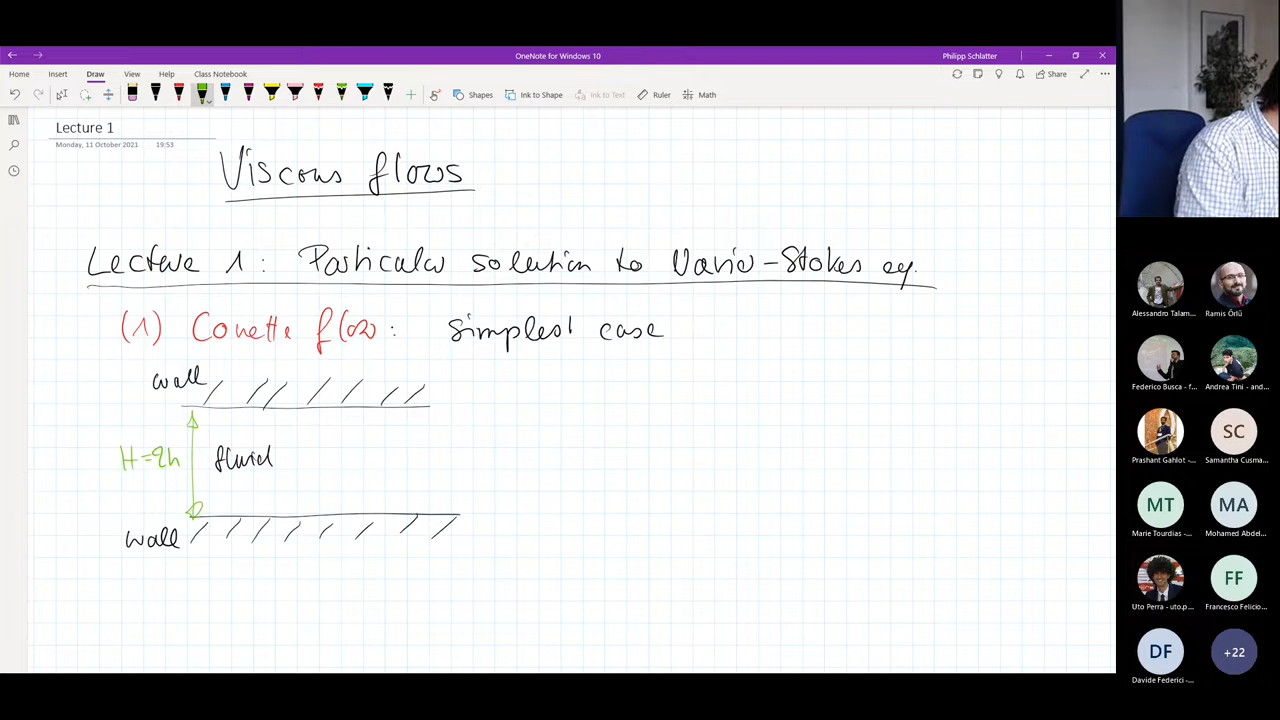 OneNote for Windows 10
Philipp Schlatter
Home Insert Draw View Help Class Notebook
Share
Shapes Ink to Shape Ink to Text Ruler Math
Lecture 1
Monday, 11 October 2021 19:53
Viscous flows
Lecture 1: Particular solution to Navier-Stokes eq.
(1) Couette flow: simplest case
wall
H=2h fluid
wall
Alessandro Talam...
Ramis Örlü
Federico Busca - f...
Andrea Tini - and...
Prashant Gahlot -...
SC
Samantha Cusma...
MT
Marie Tourdias -...
MA
Mohamed Abdel...
Uto Perra - uto.p...
FF
Francesco Felicio...
DF
Davide Federici -...
+22